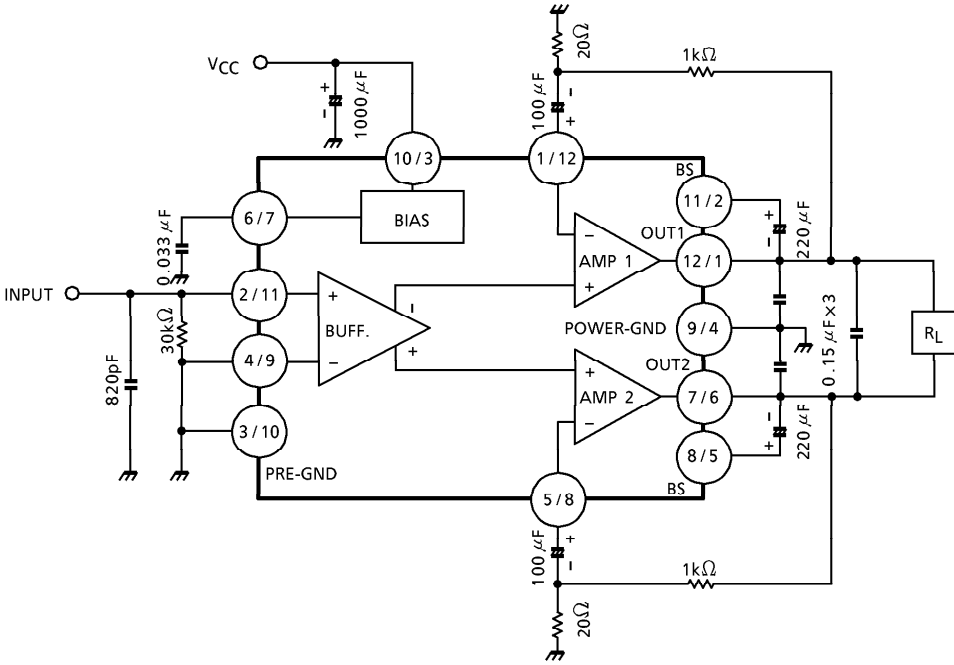 20Ω
1kΩ
VCC
+
-
1000μF
100μF
-
+
10/3
1/12
BS
11/2
6/7
BIAS
0.033μF
OUT1
+
-
220μF
-
AMP 1
+
12/1
INPUT
2/11
+
-
BUFF.
-
+
30kΩ
POWER-GND
9/4
0.15μF×3
RL
4/9
820pF
OUT2
+
AMP 2
-
7/6
-
+
220μF
3/10
PRE-GND
8/5
BS
5/8
100μF
+
-
1kΩ
20Ω